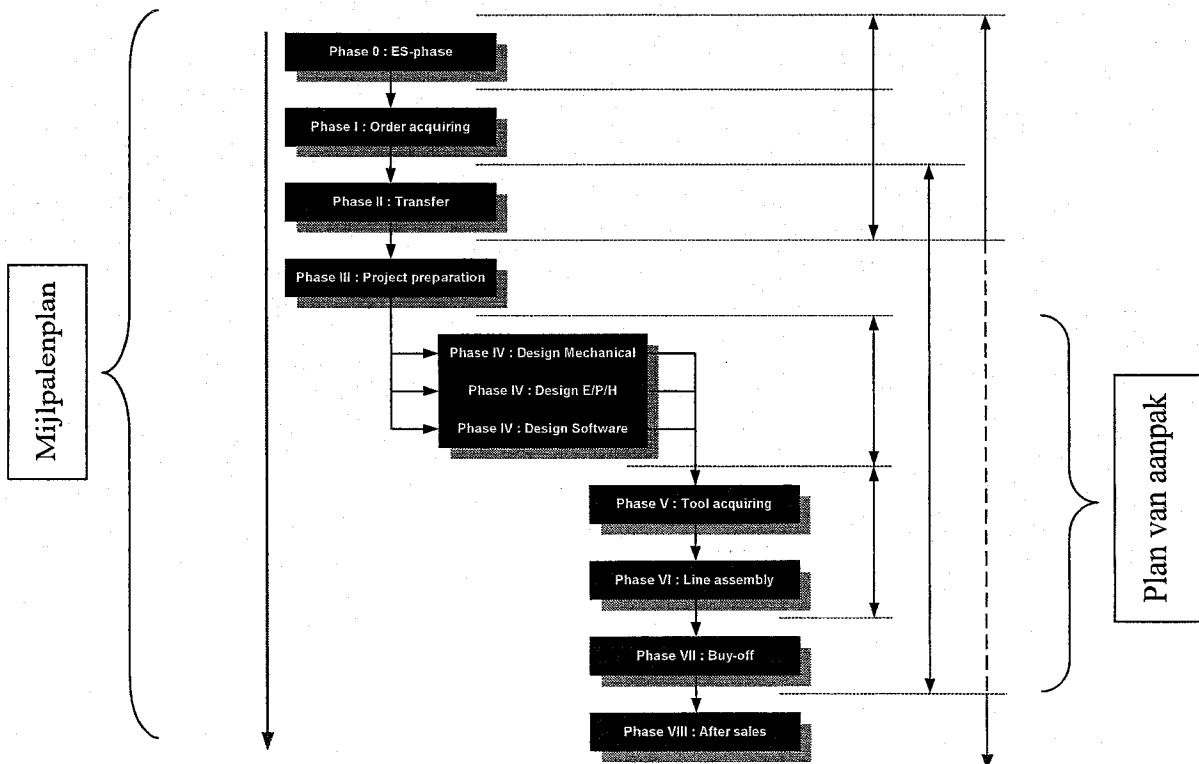 Mijlpalenplan
Phase 0 : ES-phase
Phase I : Order acquiring
Phase II : Transfer
Phase III : Project preparation
Phase IV : Design Mechanical
Phase IV : Design E/P/H
Phase IV : Design Software
Phase V : Tool acquiring
Phase VI : Line assembly
Phase VII : Buy-off
Phase VIII : After sales
Plan van aanpak